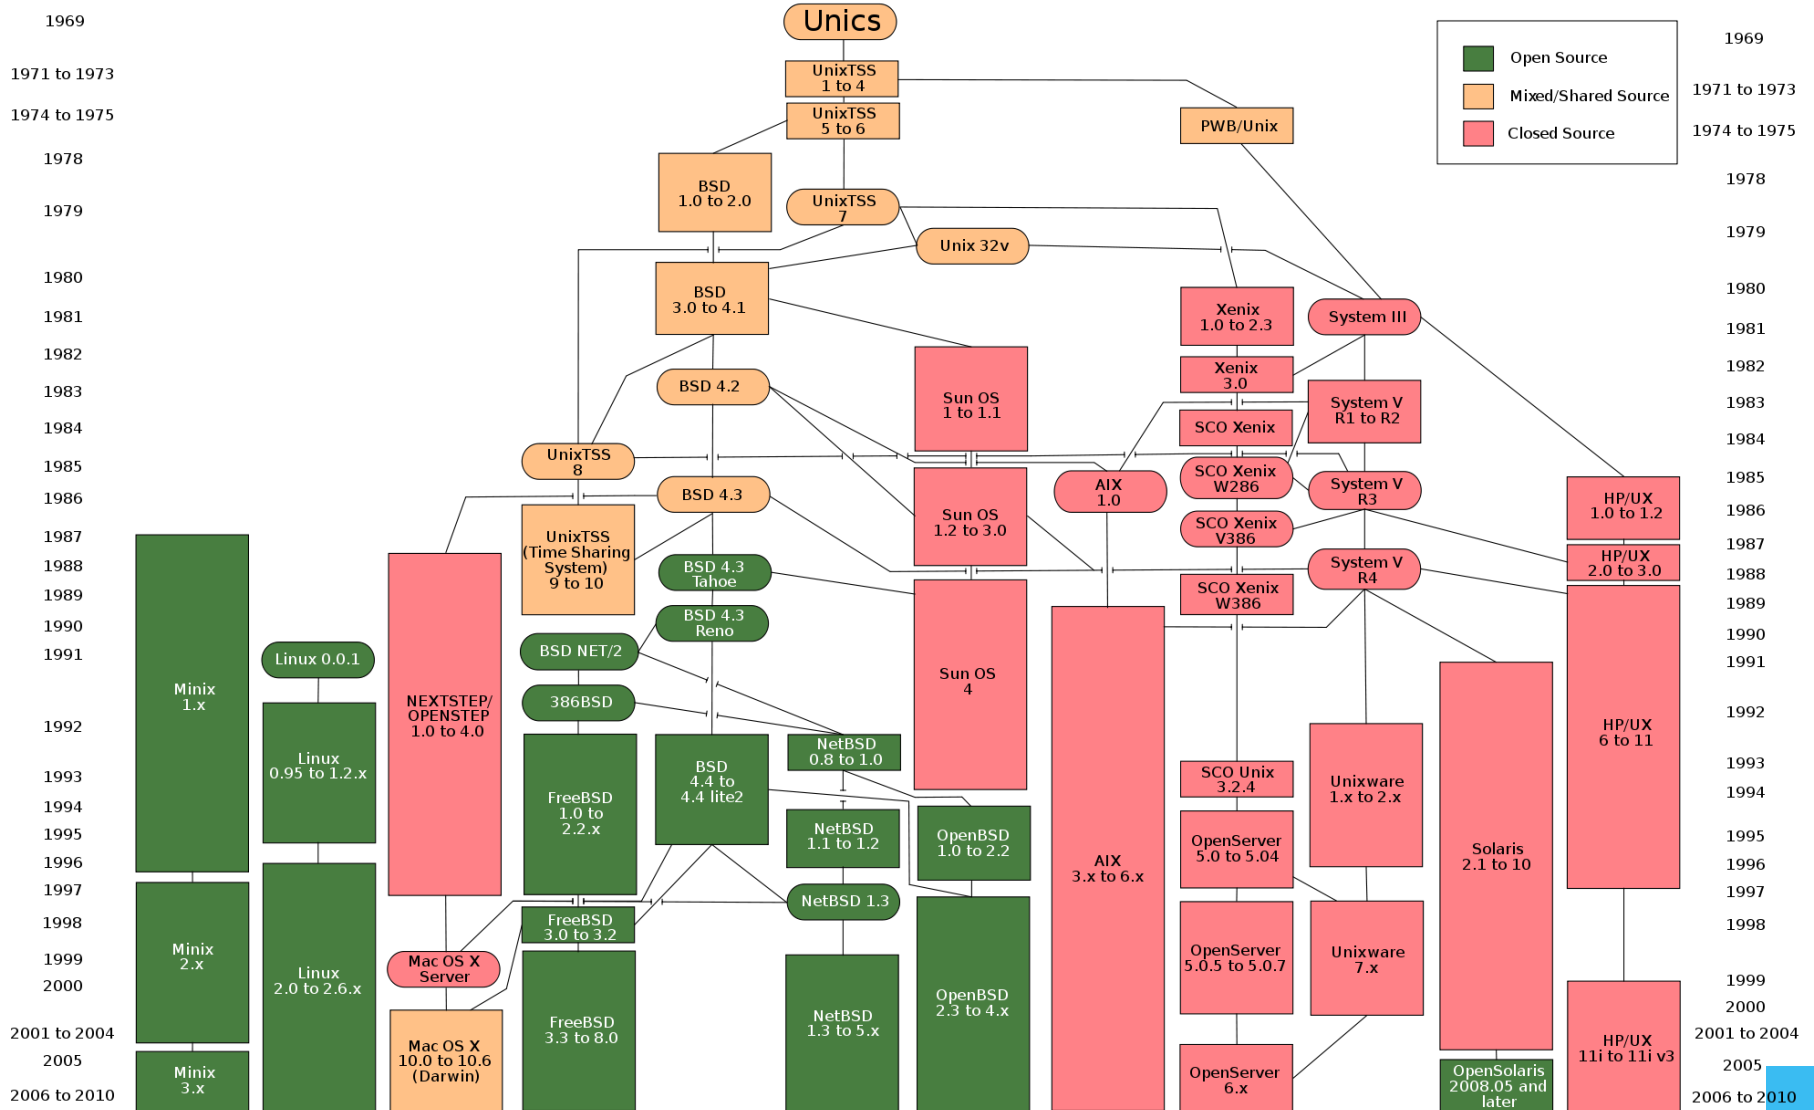 1969
1971 to 1973
1974 to 1975
1978
1979
1980
1981
1982
1983
1984
1985
1986
1987
1988
1989
1990
1991
1992
1993
1994
1995
1996
1997
1998
1999
2000
2001 to 2004
2005
2006 to 2010
Unics
UnixTSS
1 to 4
UnixTSS
5 to 6
PWB/Unix
BSD
1.0 to 2.0
UnixTSS
7
Unix 32v
BSD
3.0 to 4.1
Xenix
1.0 to 2.3
System III
Xenix
3.0
BSD 4.2
Sun OS
1 to 1.1
System V
R1 to R2
SCO Xenix
UnixTSS
8
SCO Xenix
W286
AIX
1.0
System V
R3
BSD 4.3
HP/UX
1.0 to 1.2
Sun OS
1.2 to 3.0
SCO Xenix
V386
UnixTSS
(Time Sharing
System)
9 to 10
HP/UX
2.0 to 3.0
BSD 4.3
Tahoe
System V
R4
SCO Xenix
W386
BSD 4.3
Reno
BSD NET/2
Linux 0.0.1
Minix
1.x
386BSD
NEXTSTEP/
OPENSTEP
1.0 to 4.0
Sun OS
4
HP/UX
6 to 11
Linux
0.95 to 1.2.x
NetBSD
0.8 to 1.0
BSD
4.4 to
4.4 lite2
SCO Unix
3.2.4
Unixware
1.x to 2.x
FreeBSD
1.0 to
2.2.x
NetBSD
1.1 to 1.2
OpenBSD
1.0 to 2.2
OpenServer
5.0 to 5.04
Solaris
2.1 to 10
AIX
3.x to 6.x
NetBSD 1.3
FreeBSD
3.0 to 3.2
Minix
2.x
Mac OS X
Server
Linux
2.0 to 2.6.x
OpenServer
5.0.5 to 5.0.7
Unixware
7.x
OpenBSD
2.3 to 4.x
NetBSD
1.3 to 5.x
FreeBSD
3.3 to 8.0
Mac OS X
10.0 to 10.6
(Darwin)
HP/UX
11i to 11i v3
Minix
3.x
OpenServer
6.x
OpenSolaris
2008.05 and
later
Open Source
Mixed/Shared Source
Closed Source
1969
1971 to 1973
1974 to 1975
1978
1979
1980
1981
1982
1983
1984
1985
1986
1987
1988
1989
1990
1991
1992
1993
1994
1995
1996
1997
1998
1999
2000
2001 to 2004
2005
2006 to 2010